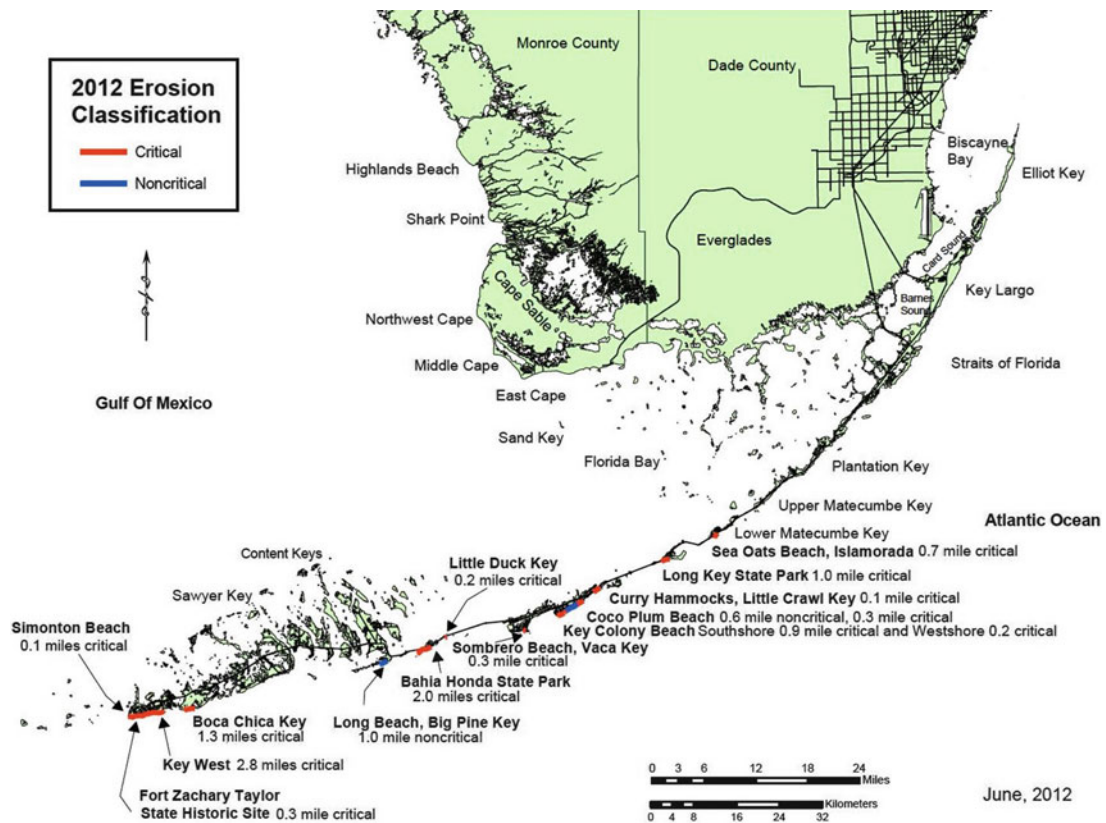 Monroe County
Dade County
2012 Erosion
Classification
Critical
Noncritical
Biscayne
Bay
Elliot Key
Highlands Beach
Shark Point
Everglades
Card Sound
Cape Sable
Key Largo
Barnes
Sound
Northwest Cape
Middle Cape
Straits of Florida
East Cape
Gulf Of Mexico
Sand Key
Florida Bay
Plantation Key
Upper Matecumbe Key
Atlantic Ocean
Lower Matecumbe Key
Sea Oats Beach, Islamorada 0.7 mile critical
Content Keys
Little Duck Key
0.2 miles critical
Long Key State Park 1.0 mile critical
Sawyer Key
Curry Hammocks, Little Crawl Key 0.1 mile critical
Coco Plum Beach 0.6 mile noncritical, 0.3 mile critical
Key Colony Beach Southshore 0.9 mile critical and Westshore 0.2 critical
Simonton Beach
0.1 miles critical
Sombrero Beach, Vaca Key
0.3 mile critical
Bahia Honda State Park
2.0 miles critical
Boca Chica Key
1.3 miles critical
Long Beach, Big Pine Key
1.0 mile noncritical
Key West 2.8 miles critical
Fort Zachary Taylor
State Historic Site 0.3 mile critical
0 3 6 12 18 24
Miles
Kilometers
0 4 8 16 24 32
June, 2012